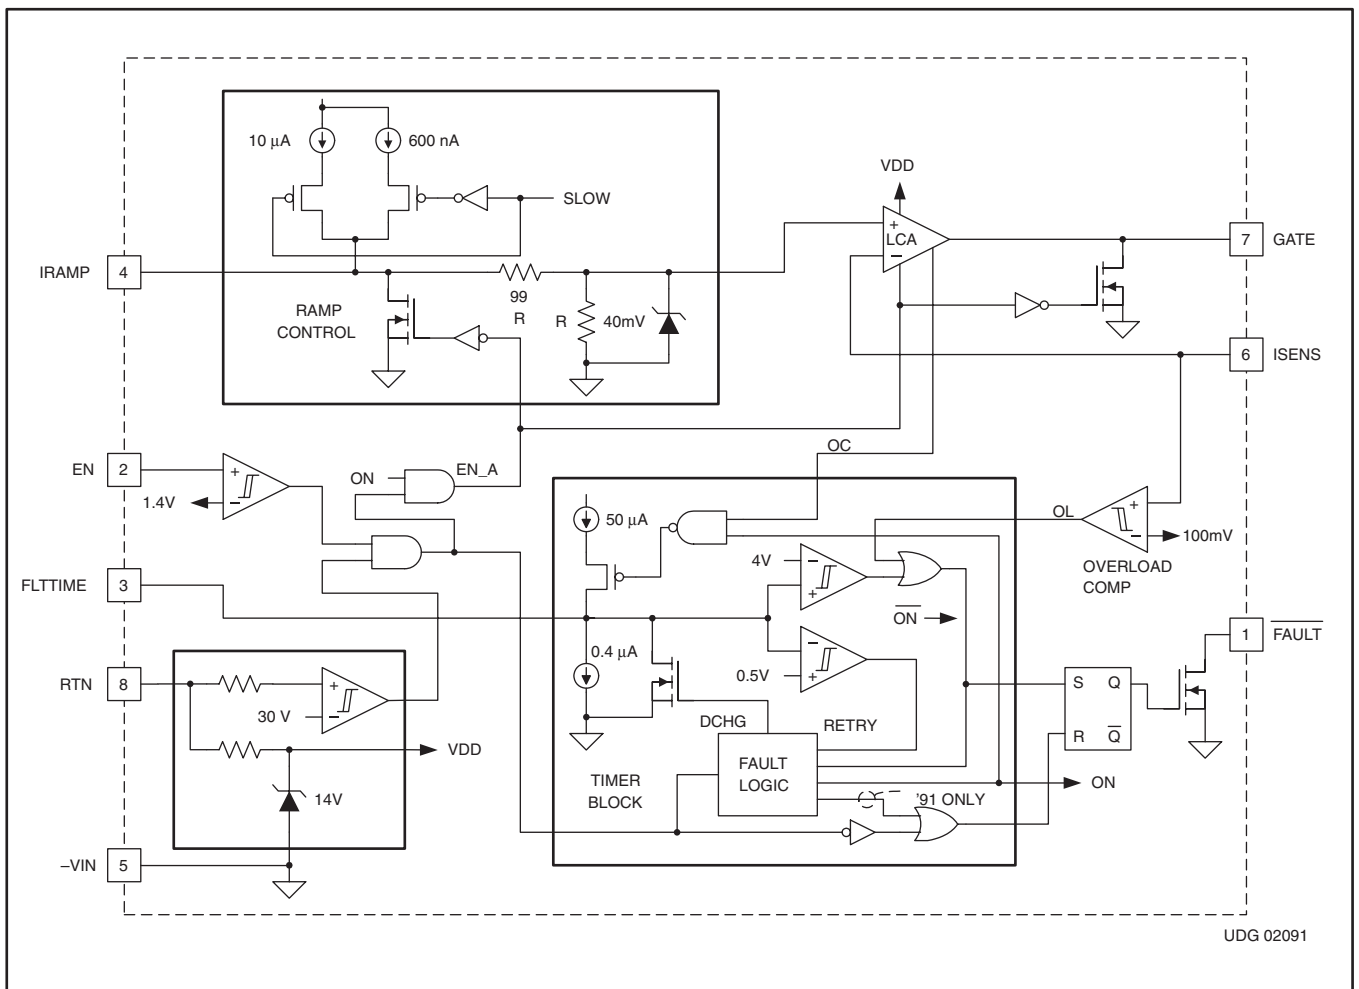 10 μA
600 nA
SLOW
VDD
+
LCA
−
7
GATE
IRAMP
4
99
R
R
40mV
RAMP
CONTROL
6
ISENS
EN
2
+
−
1.4V
ON
EN_A
OC
50 μA
OL
+
−
100mV
OVERLOAD
COMP
FLTTIME
3
4V
−
+
ON
0.4 μA
−
+
0.5V
1
FAULT
RTN
8
+
−
30 V
VDD
14V
DCHG
RETRY
S
Q
R
Q
FAULT
LOGIC
TIMER
BLOCK
ON
'91 ONLY
–VIN
5
UDG 02091